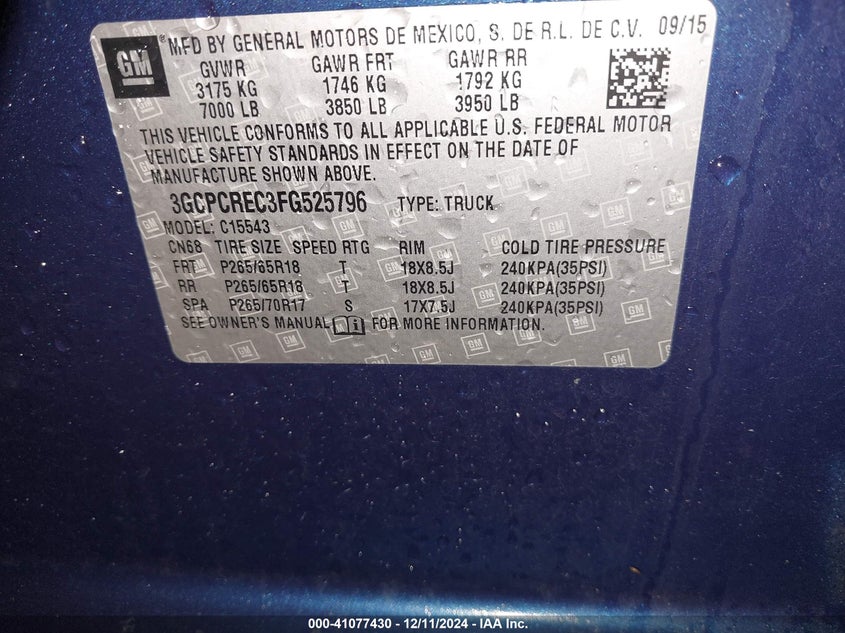 GM ® MFD BY GENERAL MOTORS DE MEXICO, S. DE R.L. DE C.V. 09/15
GVWR GAWR FRT GAWR RR
3175 KG 1746 KG 1792 KG
7000 LB 3850 LB 3950 LB
THIS VEHICLE CONFORMS TO ALL APPLICABLE U.S. FEDERAL MOTOR
VEHICLE SAFETY STANDARDS IN EFFECT ON THE DATE OF
MANUFACTURE SHOWN ABOVE.
3GCPCREC3FG525796 TYPE: TRUCK
MODEL: C15543
CN68 TIRE SIZE SPEED RTG RIM COLD TIRE PRESSURE
FRT P265/65R18 T 18X8.5J 240KPA(35PSI)
RR P265/65R18 T 18X8.5J 240KPA(35PSI)
SPA P265/70R17 S 17X7.5J 240KPA(35PSI)
SEE OWNER'S MANUAL FOR MORE INFORMATION.
000-41077430 - 12/11/2024 - IAA Inc.